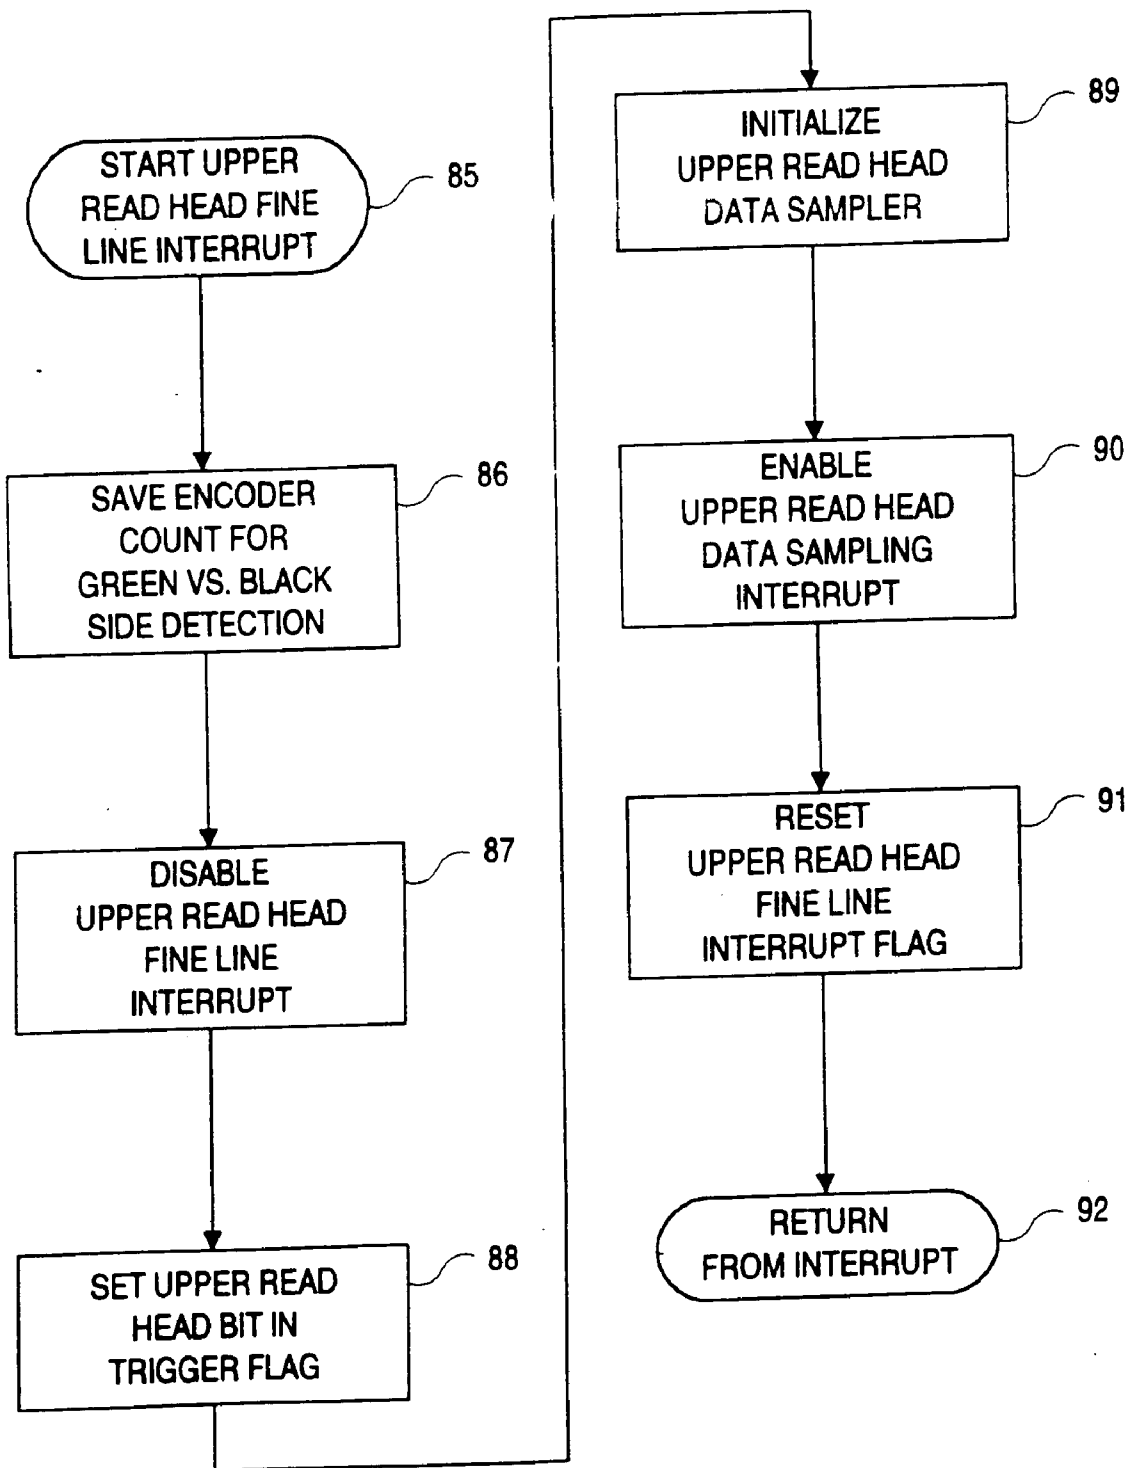 START UPPER
READ HEAD FINE
LINE INTERRUPT
85
SAVE ENCODER
COUNT FOR
GREEN VS. BLACK
SIDE DETECTION
86
DISABLE
UPPER READ HEAD
FINE LINE
INTERRUPT
87
SET UPPER READ
HEAD BIT IN
TRIGGER FLAG
88
INITIALIZE
UPPER READ HEAD
DATA SAMPLER
89
ENABLE
UPPER READ HEAD
DATA SAMPLING
INTERRUPT
90
RESET
UPPER READ HEAD
FINE LINE
INTERRUPT FLAG
91
RETURN
FROM INTERRUPT
92